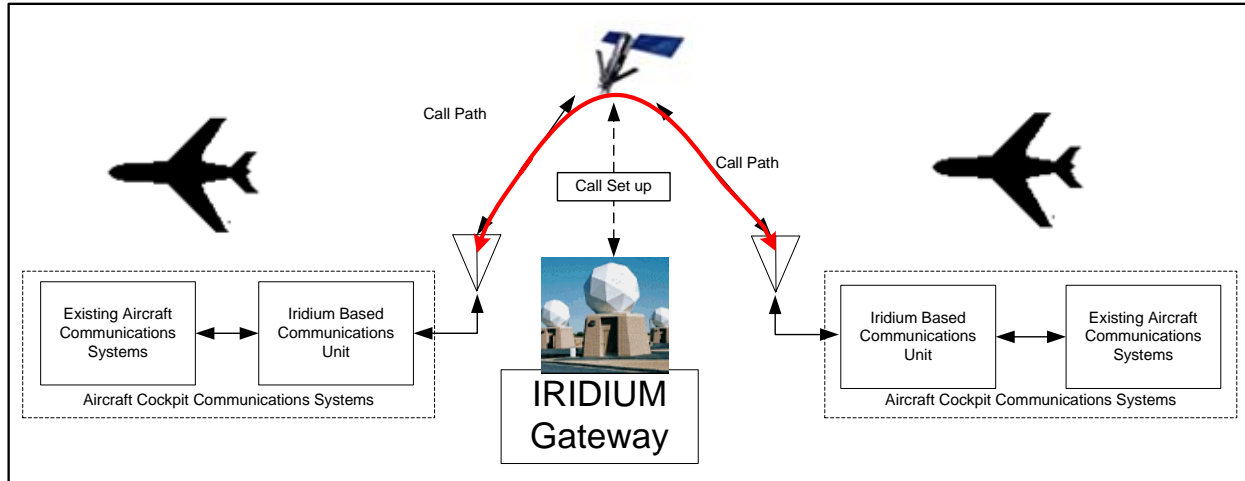 Call Path
Call Path
Call Set up
Existing Aircraft
Communications
Systems
Iridium Based
Communications
Unit
Aircraft Cockpit Communications Systems
IRIDIUM
Gateway
Iridium Based
Communications
Unit
Existing Aircraft
Communications
Systems
Aircraft Cockpit Communications Systems